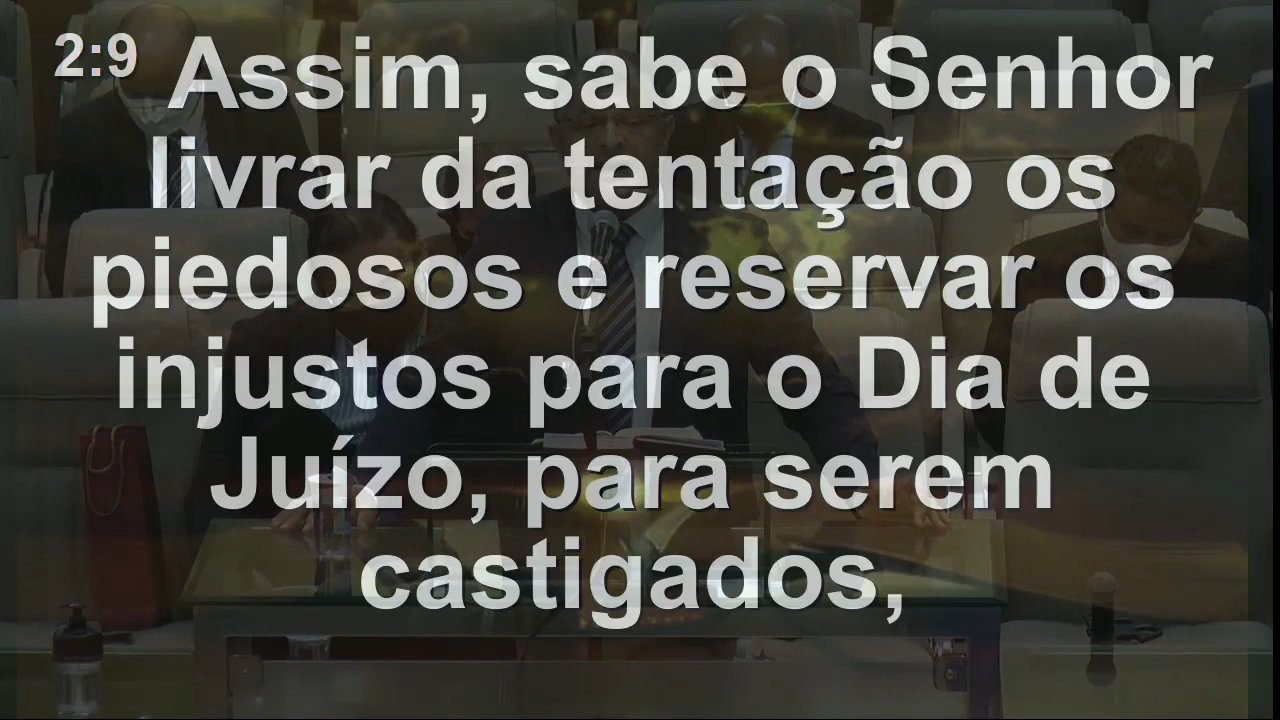 2:9 Assim, sabe o Senhor
livrar da tentação os
piedosos e reservar os
injustos para o Dia de
Juízo, para serem
castigados,